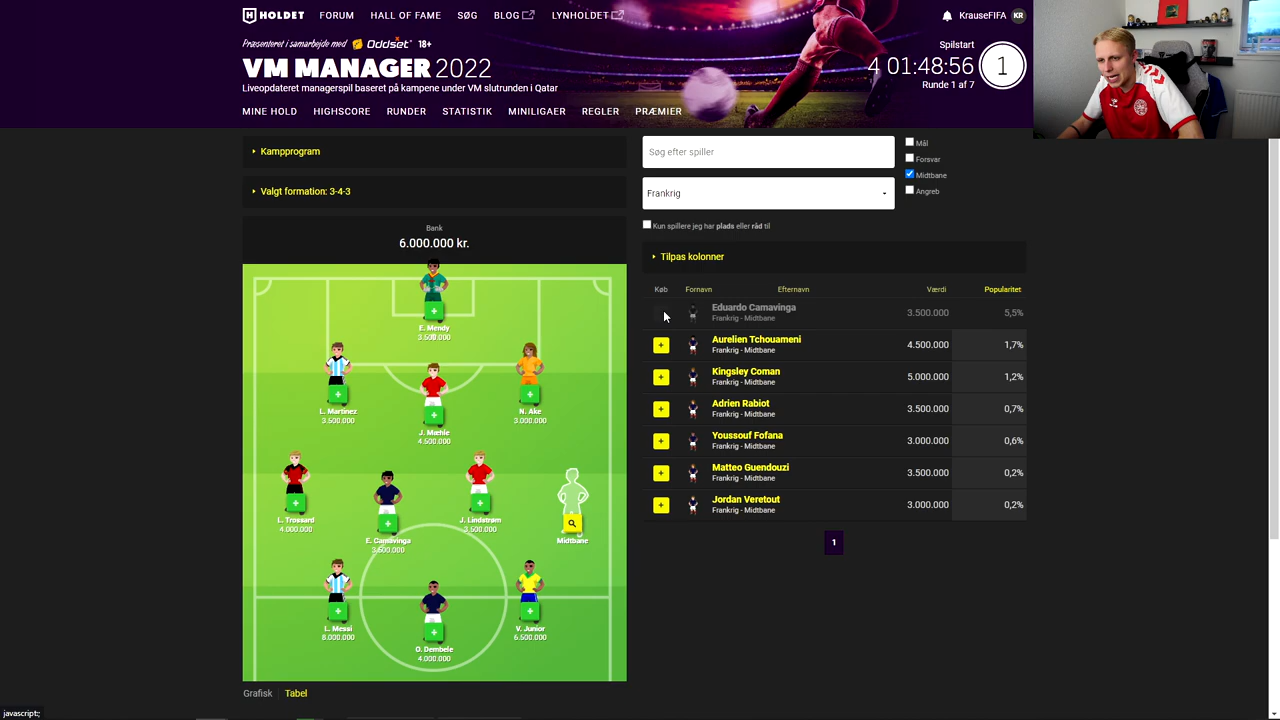 HOLDET FORUM HALL OF FAME SØG BLOG LYNHOLDET
KrauseFIFA KR
Præsenteret i samarbejde med Oddset 18+
VM MANAGER 2022
Liveopdateret managerspil baseret på kampene under VM slutrunden i Qatar
Spilstart
4 01:48:56 1
Runde 1 af 7
MINE HOLD HIGHSCORE RUNDER STATISTIK MINILIGAER REGLER PRÆMIER
Kampprogram
Valgt formation: 3-4-3
Bank
6.000.000 kr.
E. Mendy
3.500.000
L. Martinez
3.500.000
J. Mæhle
4.500.000
N. Ake
3.000.000
L. Trossard
4.000.000
E. Camavinga
3.500.000
J. Lindstrøm
3.500.000
Midtbane
L. Messi
8.000.000
O. Dembele
4.000.000
V. Junior
6.500.000
Grafisk Tabel
Søg efter spiller
Frankrig
Mål
Forsvar
Midtbane
Angreb
Kun spillere jeg har plads eller råd til
Tilpas kolonner
Køb Fornavn Efternavn Værdi Popularitet
Eduardo Camavinga
Frankrig - Midtbane
3.500.000 5,5%
Aurelien Tchouameni
Frankrig - Midtbane
4.500.000 1,7%
Kingsley Coman
Frankrig - Midtbane
5.000.000 1,2%
Adrien Rabiot
Frankrig - Midtbane
3.500.000 0,7%
Youssouf Fofana
Frankrig - Midtbane
3.000.000 0,6%
Matteo Guendouzi
Frankrig - Midtbane
3.500.000 0,2%
Jordan Veretout
Frankrig - Midtbane
3.000.000 0,2%
1
javascript:;